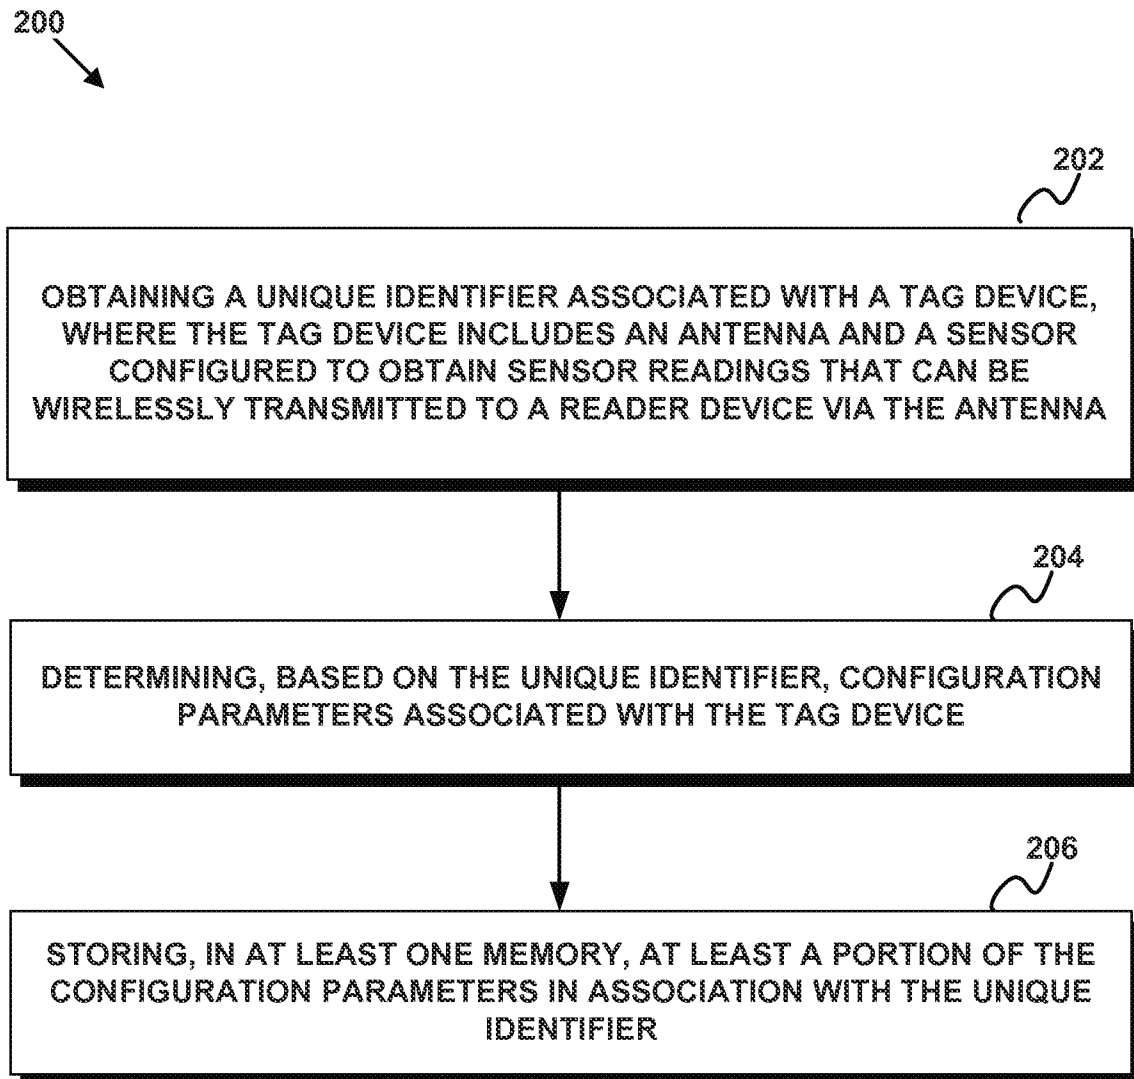 200
202
OBTAINING A UNIQUE IDENTIFIER ASSOCIATED WITH A TAG DEVICE,
WHERE THE TAG DEVICE INCLUDES AN ANTENNA AND A SENSOR
CONFIGURED TO OBTAIN SENSOR READINGS THAT CAN BE
WIRELESSLY TRANSMITTED TO A READER DEVICE VIA THE ANTENNA
204
DETERMINING, BASED ON THE UNIQUE IDENTIFIER, CONFIGURATION
PARAMETERS ASSOCIATED WITH THE TAG DEVICE
206
STORING, IN AT LEAST ONE MEMORY, AT LEAST A PORTION OF THE
CONFIGURATION PARAMETERS IN ASSOCIATION WITH THE UNIQUE
IDENTIFIER